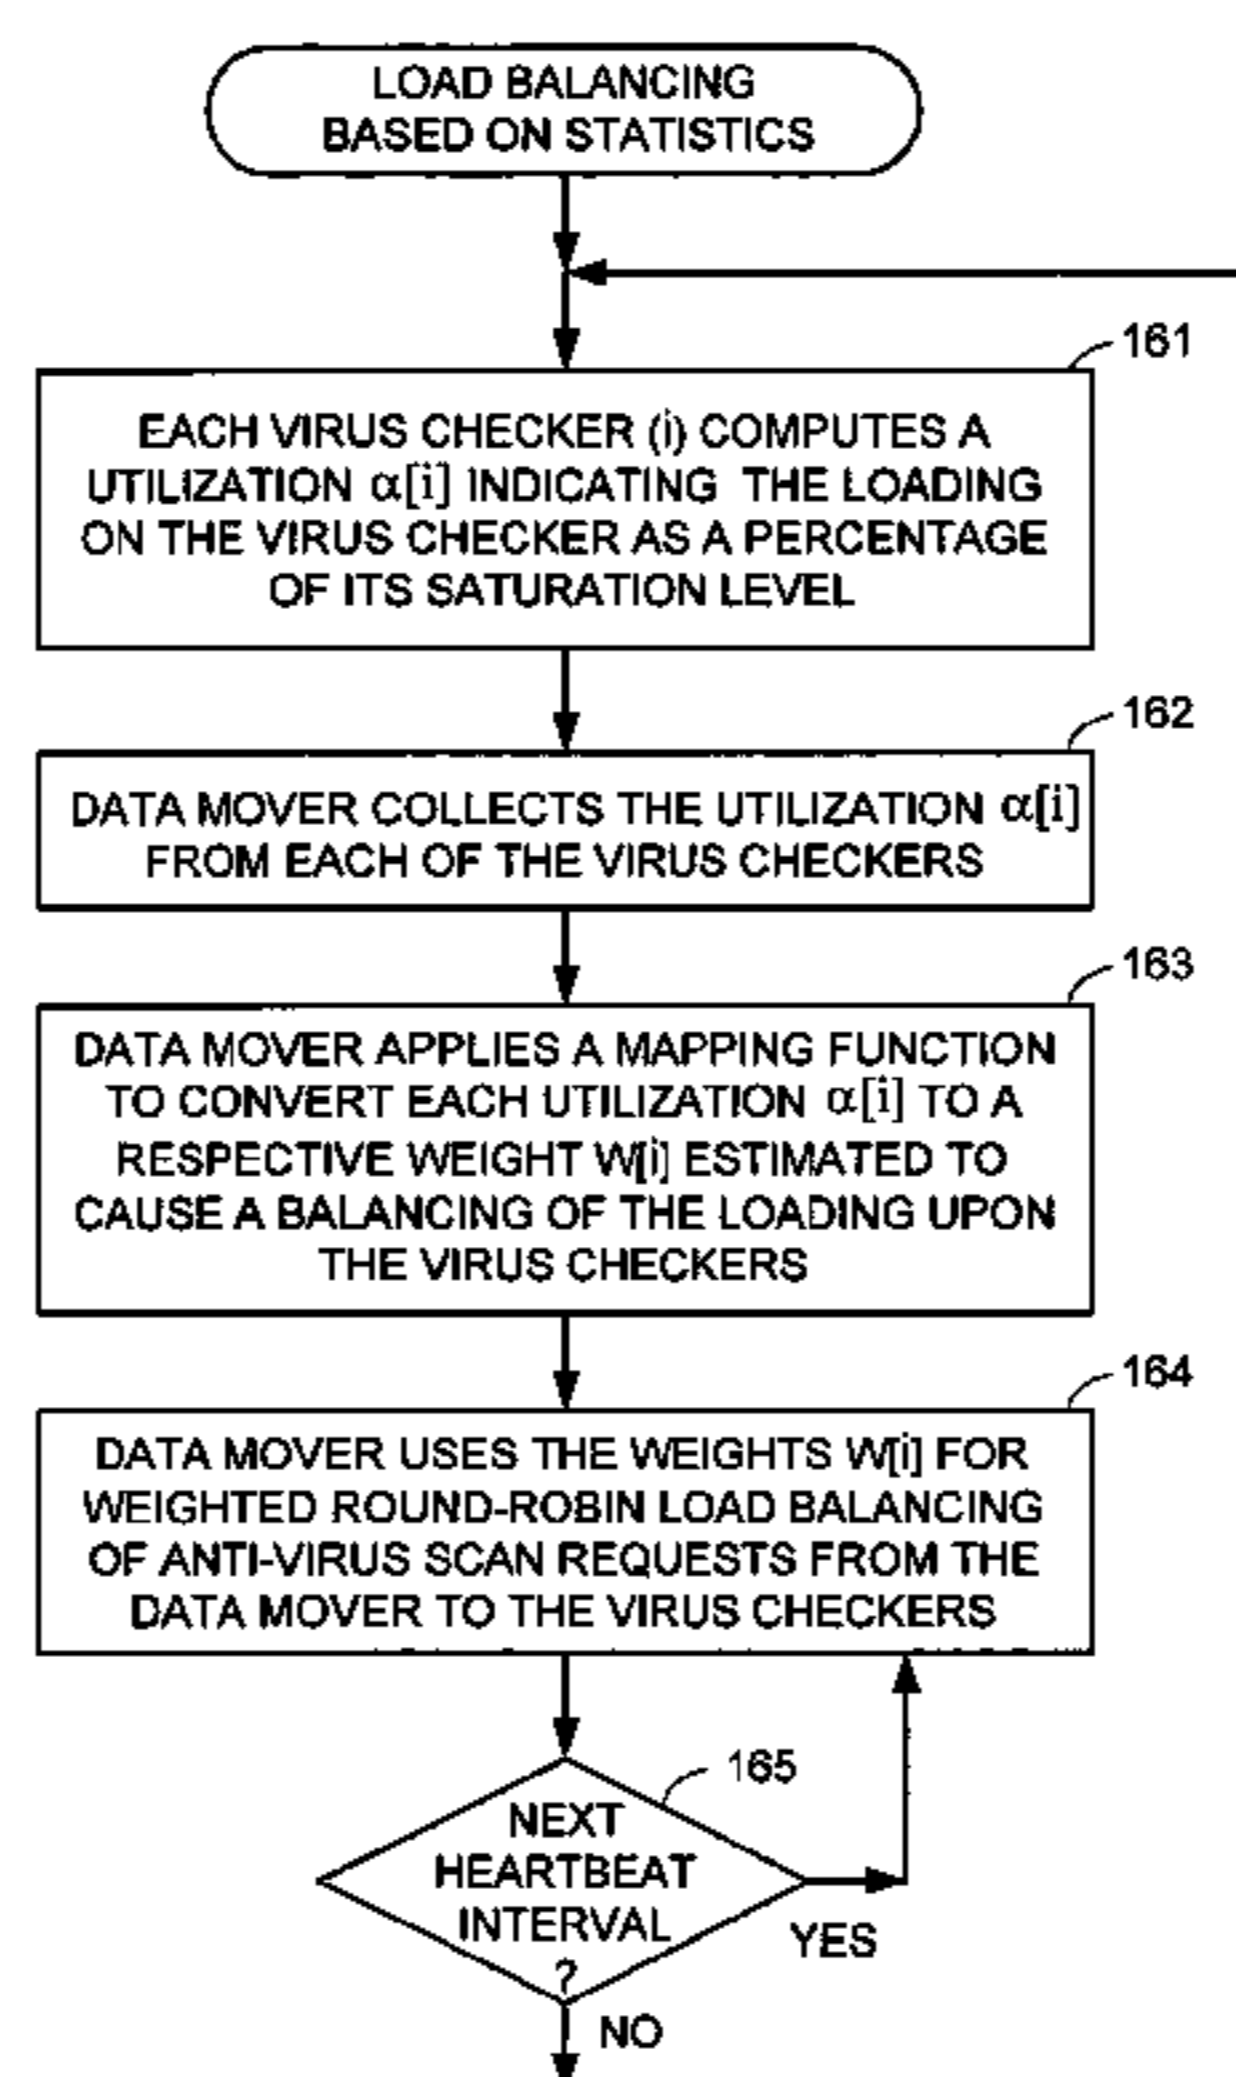 LOAD BALANCING
BASED ON STATISTICS
161
EACH VIRUS CHECKER (i) COMPUTES A
UTILIZATION α[i] INDICATING THE LOADING
ON THE VIRUS CHECKER AS A PERCENTAGE
OF ITS SATURATION LEVEL
162
DATA MOVER COLLECTS THE UTILIZATION α[i]
FROM EACH OF THE VIRUS CHECKERS
163
DATA MOVER APPLIES A MAPPING FUNCTION
TO CONVERT EACH UTILIZATION α[i] TO A
RESPECTIVE WEIGHT W[i] ESTIMATED TO
CAUSE A BALANCING OF THE LOADING UPON
THE VIRUS CHECKERS
164
DATA MOVER USES THE WEIGHTS W[i] FOR
WEIGHTED ROUND-ROBIN LOAD BALANCING
OF ANTI-VIRUS SCAN REQUESTS FROM THE
DATA MOVER TO THE VIRUS CHECKERS
165
NEXT
HEARTBEAT
INTERVAL
?
YES
NO